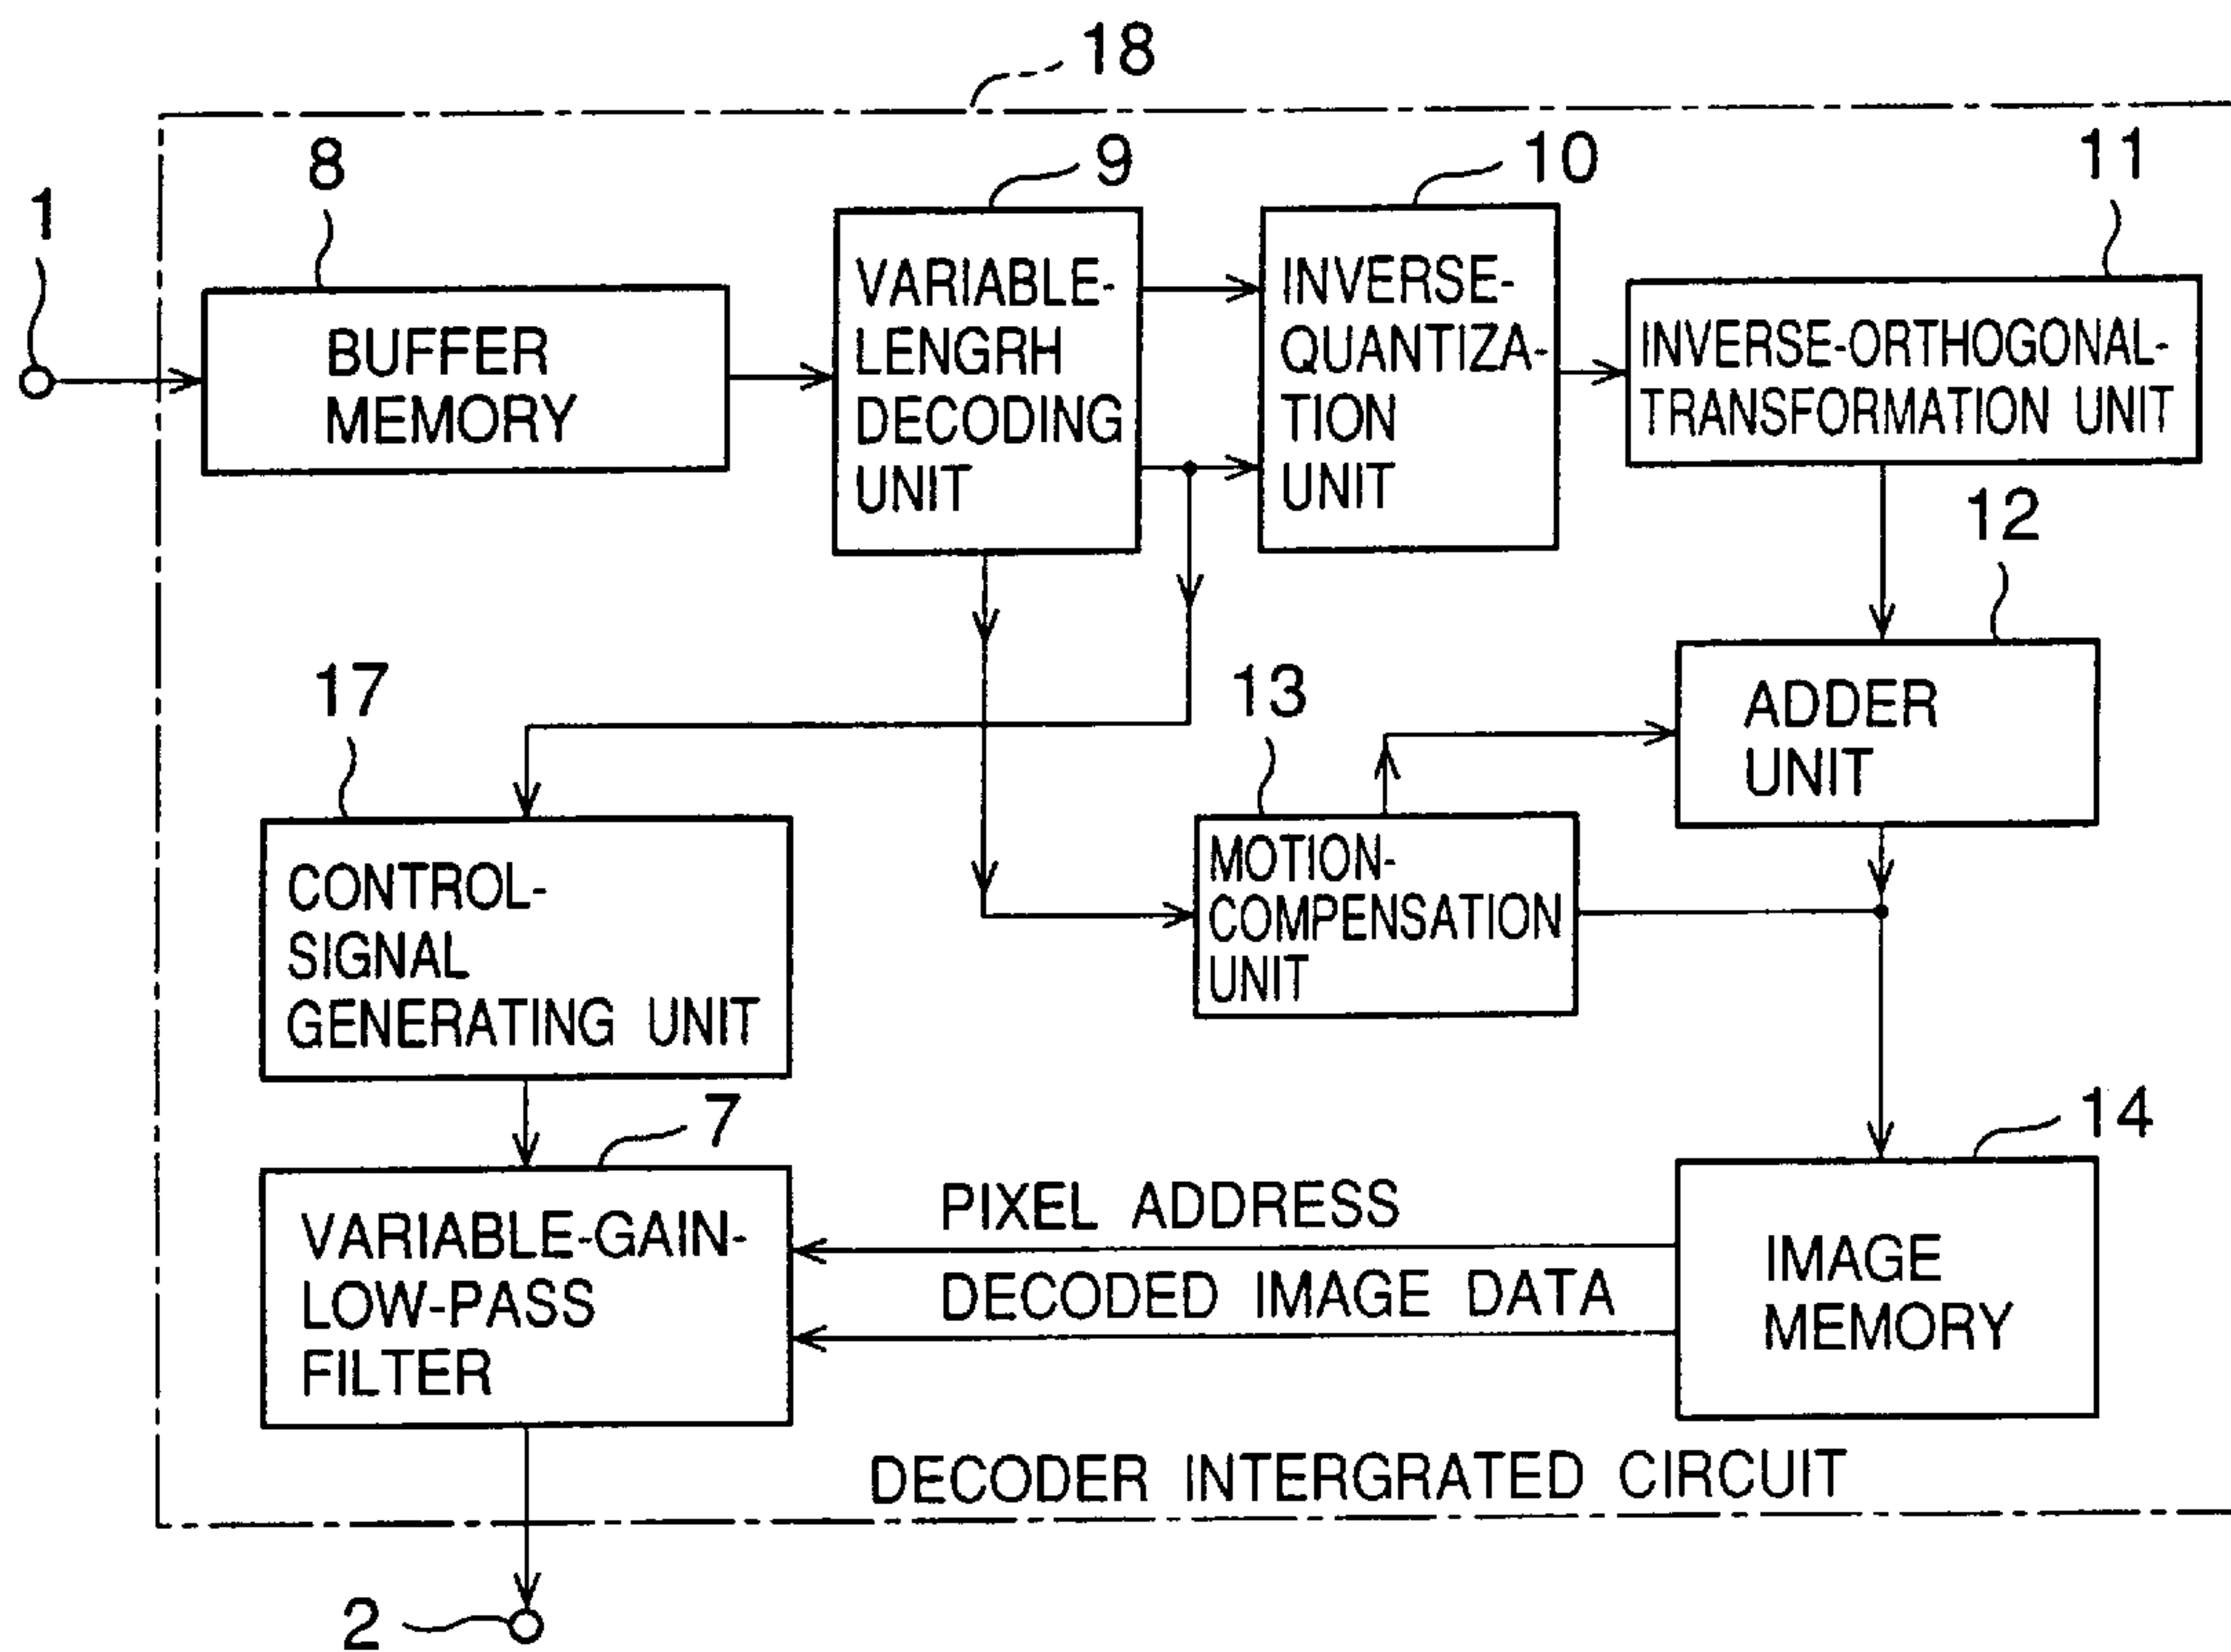 18
8
9
10
11
1
BUFFER
MEMORY
VARIABLE-
LENGRH
DECODING
UNIT
INVERSE-
QUANTIZA-
TION
UNIT
INVERSE-ORTHOGONAL-
TRANSFORMATION UNIT
12
17
13
ADDER
UNIT
CONTROL-
SIGNAL
GENERATING UNIT
MOTION-
COMPENSATION
UNIT
7
14
VARIABLE-GAIN-
LOW-PASS
FILTER
PIXEL ADDRESS
DECODED IMAGE DATA
IMAGE
MEMORY
DECODER INTERGRATED CIRCUIT
2